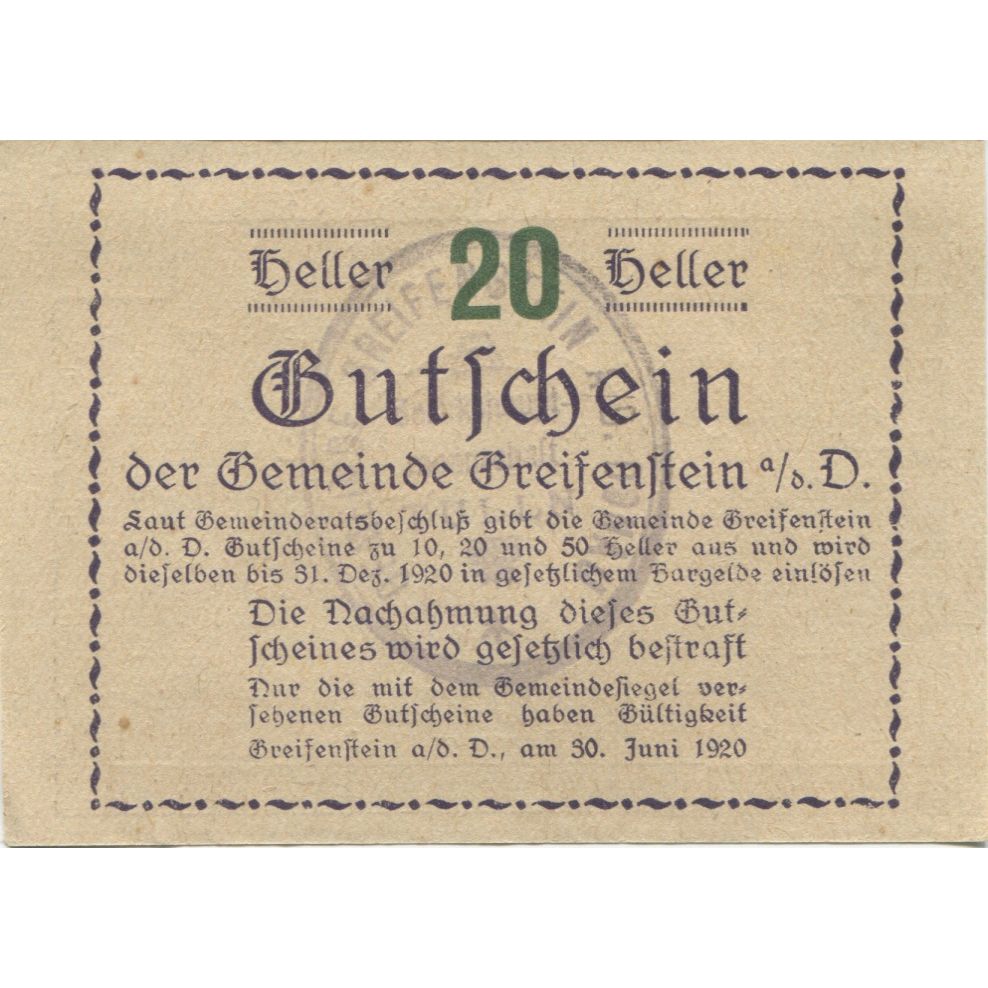 Heller 20 Heller
Gutschein
der Gemeinde Greifenstein a/d. D.
Laut Gemeinderatsbeschluß gibt die Gemeinde Greifenstein
a/d. D. Gutscheine zu 10, 20 und 50 Heller aus und wird
dieselben bis 31. Dez. 1920 in gesetzlichem Bargelde einlösen
Die Nachahmung dieses Gut-
scheines wird gesetzlich bestraft
Nur die mit dem Gemeindesiegel ver-
sehenen Gutscheine haben Gültigkeit
Greifenstein a/d. D., am 30. Juni 1920
GREIFENSTEIN